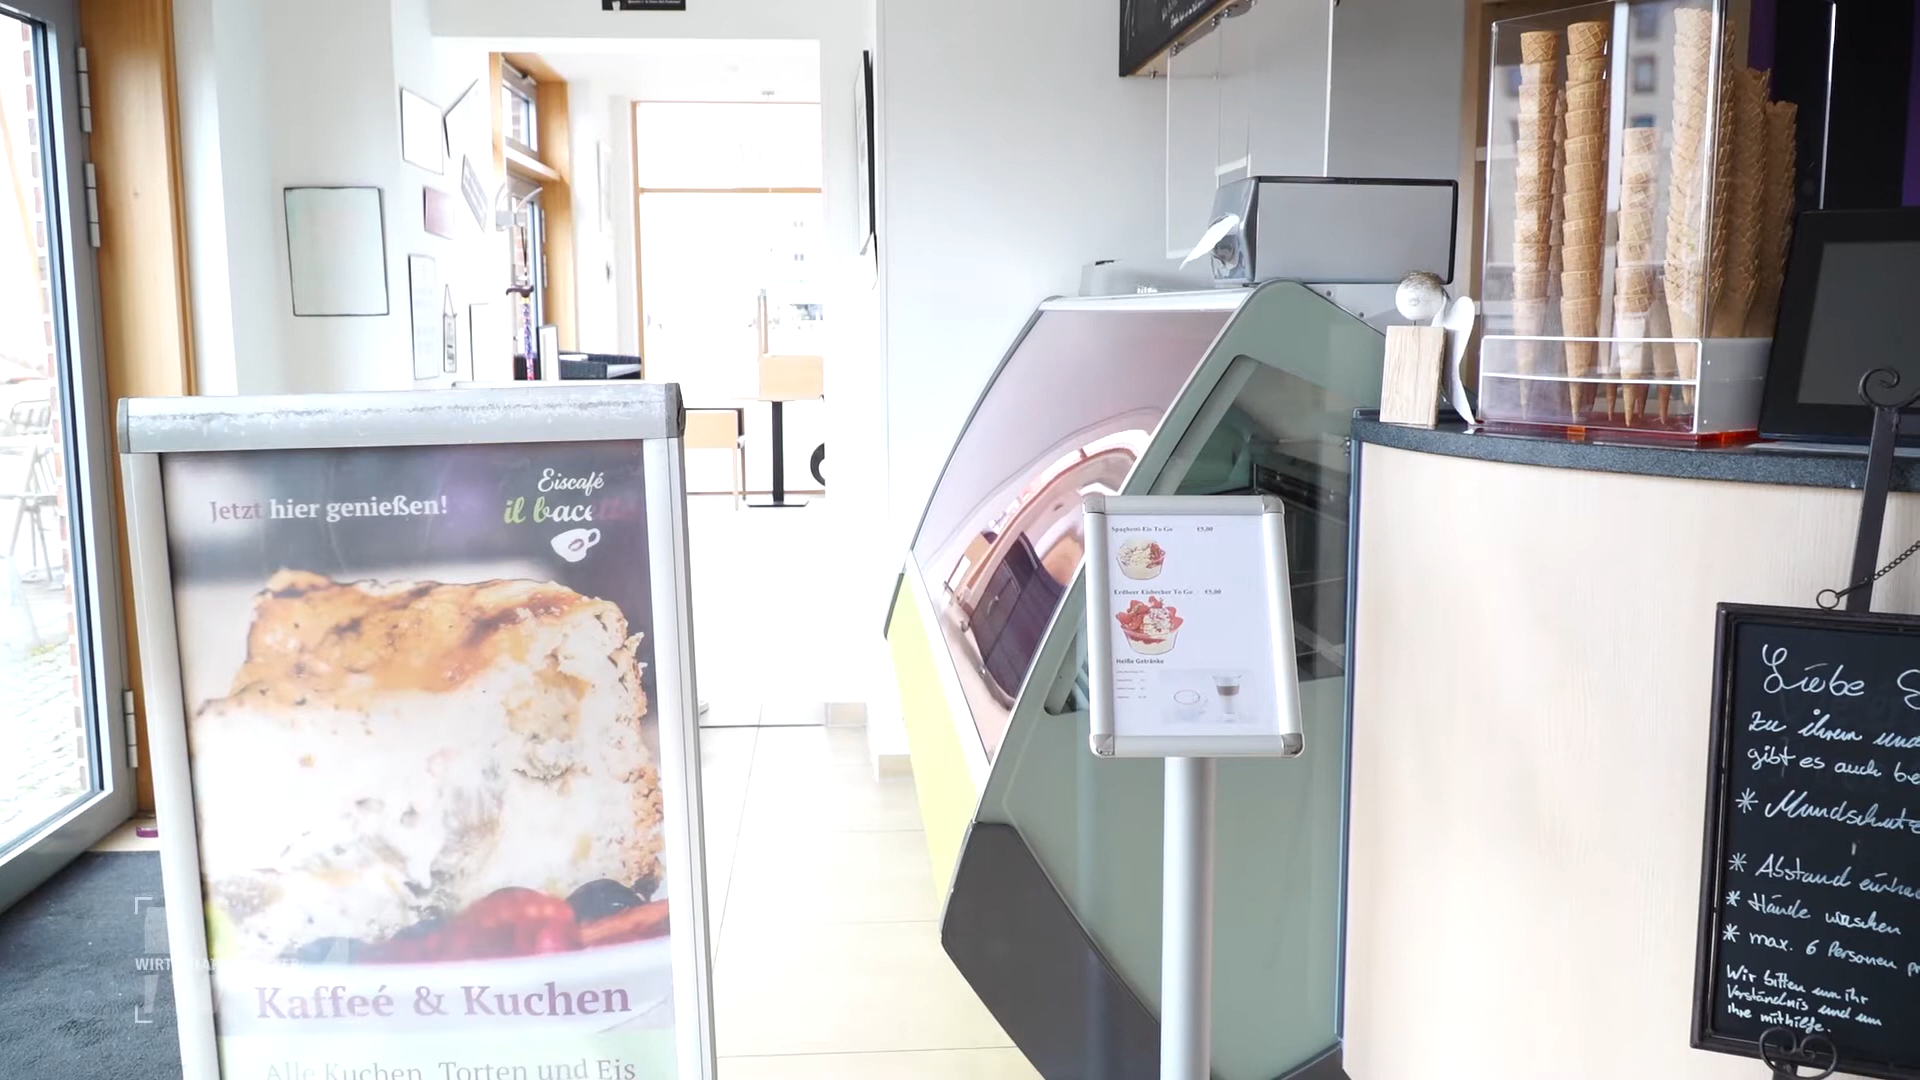 Jetzt hier genießen!
Eiscafé
il bace
Kaffeé & Kuchen
Alle Kuchen, Torten und Eis
Spaghetti-Eis To Go €5,00
Erdbeer Eisbecher To Go €5,00
Heiße Getränke
Liebe
Zu ihrem und
gibt es auch be
* Mundschutz
* Abstand einha
* Hände waschen
* max. 6 Personen
Wir bitten um ihr
Verständnis und um
Ihre mithilfe.